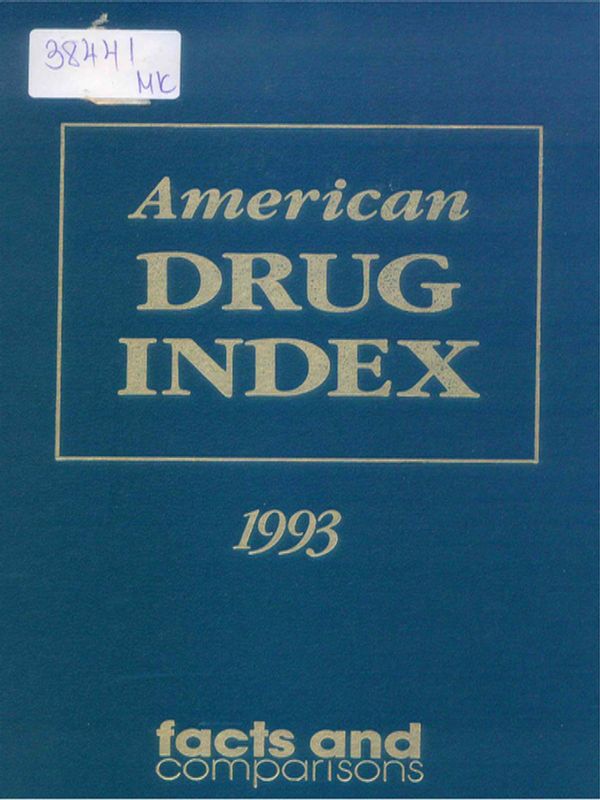 38441
MK
American
DRUG
INDEX
1993
facts and
comparisons